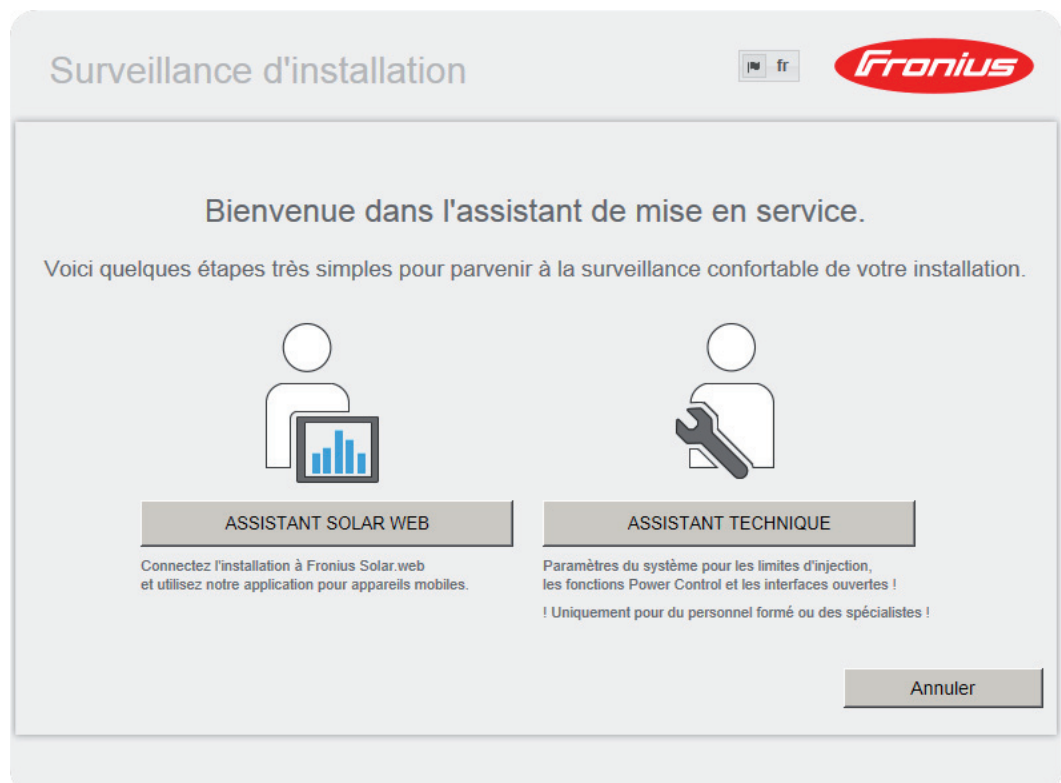 Surveillance d'installation
fr
Fronius
Bienvenue dans l'assistant de mise en service.
Voici quelques étapes très simples pour parvenir à la surveillance confortable de votre installation.
ASSISTANT SOLAR WEB
Connectez l'installation à Fronius Solar.web
et utilisez notre application pour appareils mobiles.
ASSISTANT TECHNIQUE
Paramètres du système pour les limites d'injection,
les fonctions Power Control et les interfaces ouvertes !
! Uniquement pour du personnel formé ou des spécialistes !
Annuler